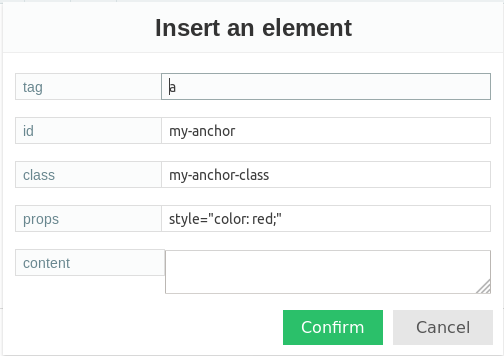 Insert an element
tag a
id my-anchor
class my-anchor-class
props style="color: red;"
content
Confirm Cancel